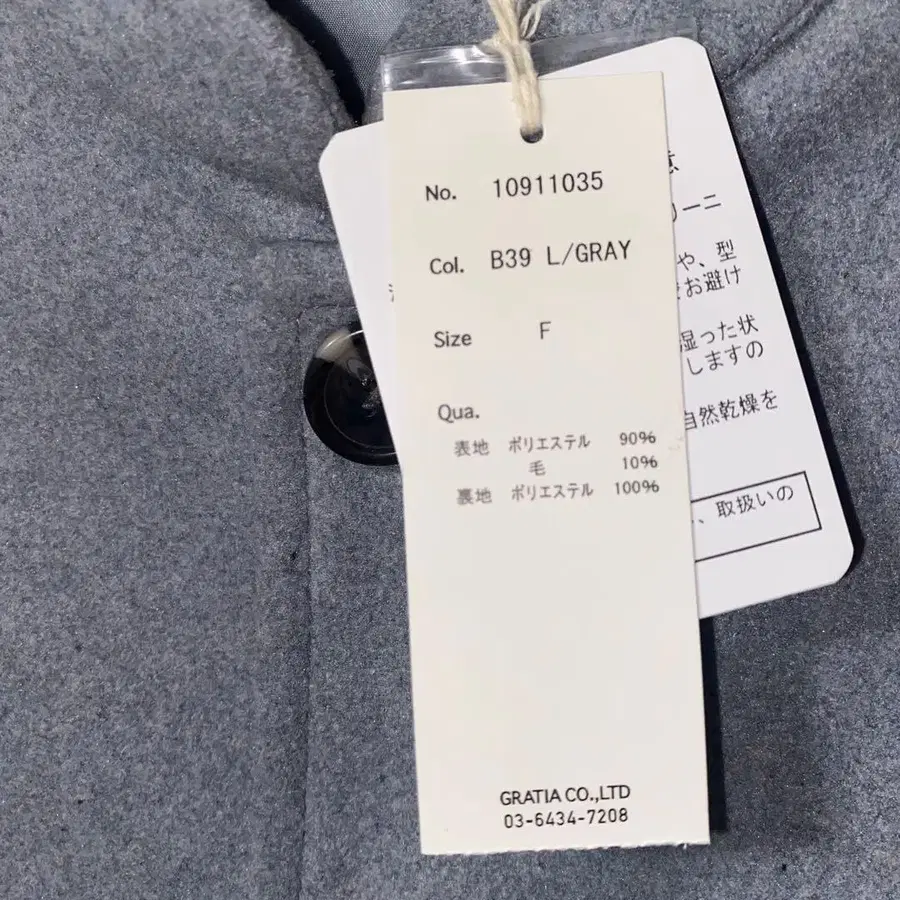 No. 10911035
Col. B39 L/GRAY
Size F
Qua.
表地 ポリエステル 90%
毛 10%
裏地 ポリエステル 100%
GRATIA CO.,LTD
03-6434-7208
ーニ
や、型
お避け
湿った状
しますの
自然乾燥を
、取扱いの